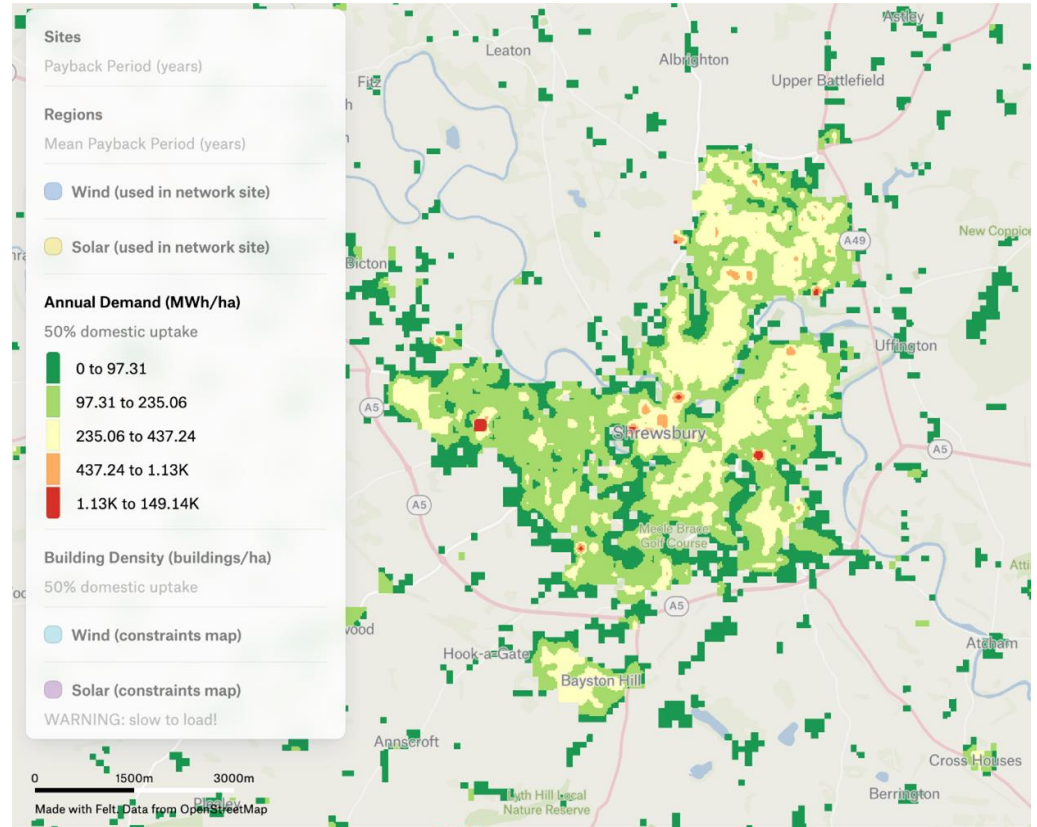 Sites
Payback Period (years)
Regions
Mean Payback Period (years)
Wind (used in network site)
Solar (used in network site)
Annual Demand (MWh/ha)
50% domestic uptake
0 to 97.31
97.31 to 235.06
235.06 to 437.24
437.24 to 1.13K
1.13K to 149.14K
Building Density (buildings/ha)
50% domestic uptake
Wind (constraints map)
Solar (constraints map)
WARNING: slow to load!
0
1500m
3000m
Made with Felt. Data from OpenStreetMap
Astley
Leaton
Albrighton
Upper Battlefield
Fitz
h
A49
New Coppice
Bicton
Uffington
A5
Shrewsbury
A5
A5
Meole Brace
Golf Course
A5
wood
Hook-a-Gate
Atcham
Bayston Hill
Annscroft
Cross Houses
Lyth Hill Local
Nature Reserve
Berrington